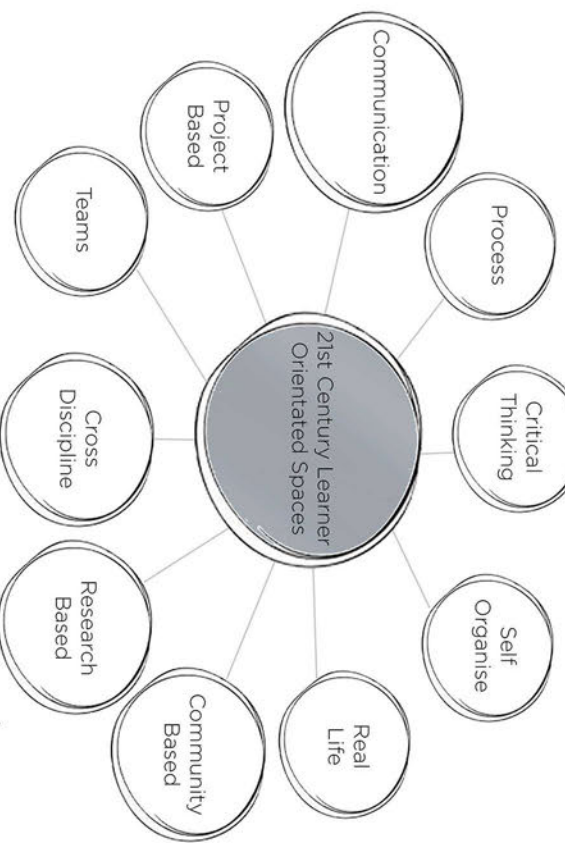 Critical
Thinking
Process
Self
Organise
Communication
21st Century Learner
Orientated Spaces
Real
Life
Project
Based
Community
Based
Teams
Cross
Discipline
Research
Based